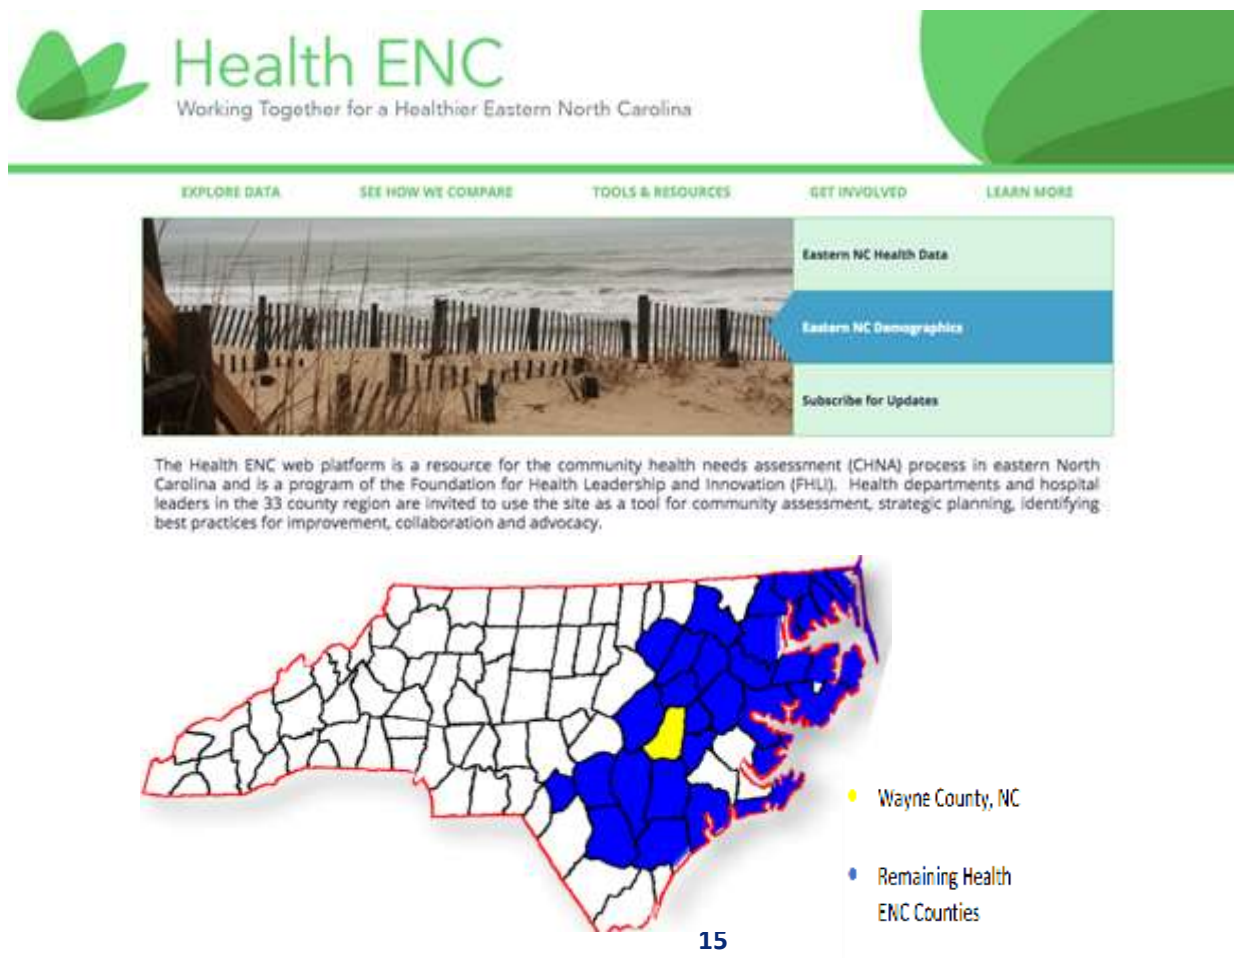 Health ENC
Working Together for a Healthier Eastern North Carolina
EXPLORE DATA SEE HOW WE COMPARE TOOLS & RESOURCES GET INVOLVED LEARN MORE
Eastern NC Health Data
Eastern NC Demographics
Subscribe for Updates
The Health ENC web platform is a resource for the community health needs assessment (CHNA) process in eastern North
Carolina and is a program of the Foundation for Health Leadership and Innovation (FHLI). Health departments and hospital
leaders in the 33 county region are invited to use the site as a tool for community assessment, strategic planning, identifying
best practices for improvement, collaboration and advocacy.
Wayne County, NC
Remaining Health
ENC Counties
15